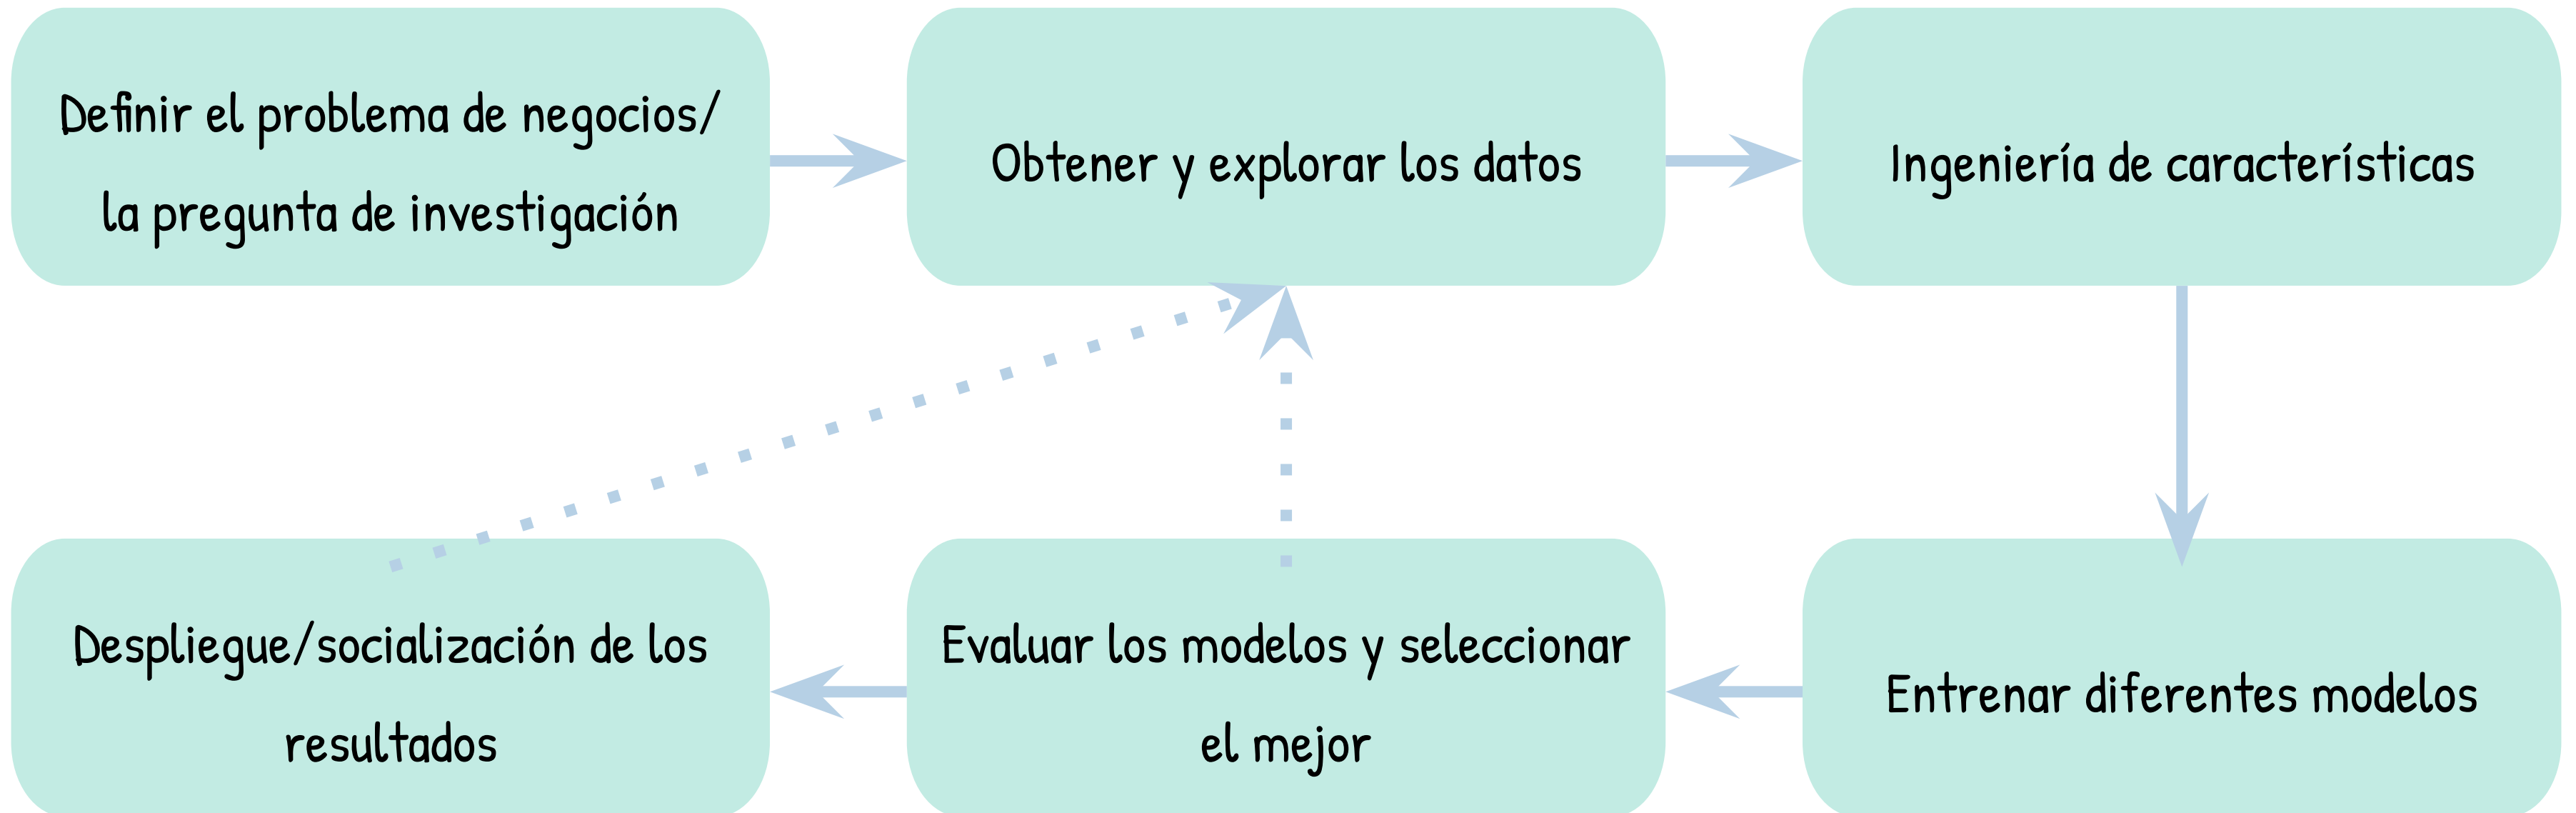 Definir el problema de negocios/
la pregunta de investigación
Obtener y explorar los datos
Ingeniería de características
Despliegue/socialización de los
resultados
Evaluar los modelos y seleccionar
el mejor
Entrenar diferentes modelos